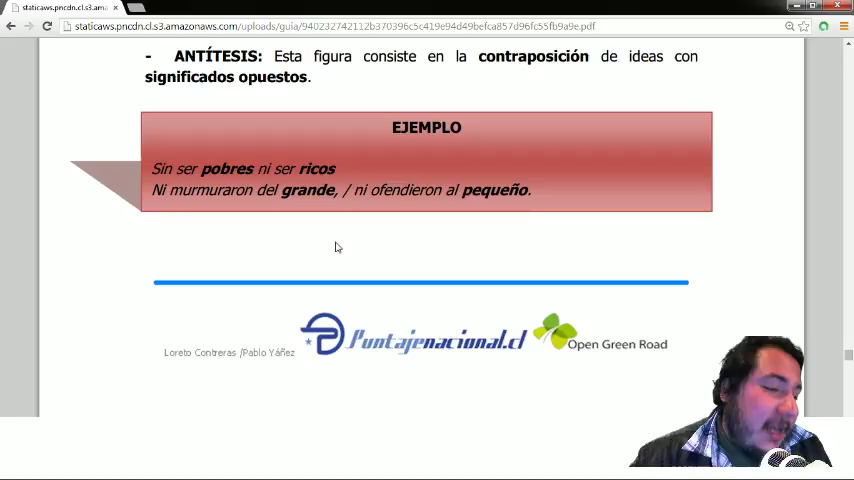 staticaws.pncdn.cl.s3.ama
staticaws.pncdn.cl.s3.amazonaws.com/uploads/guia/940232742112b370396c5c419e94d49befca857d96fc55fb9a9e.pdf
- ANTÍTESIS: Esta figura consiste en la contraposición de ideas con
significados opuestos.
EJEMPLO
Sin ser pobres ni ser ricos
Ni murmuraron del grande, / ni ofendieron al pequeño.
Puntajenacional.cl
Open Green Road
Loreto Contreras /Pablo Yáñez